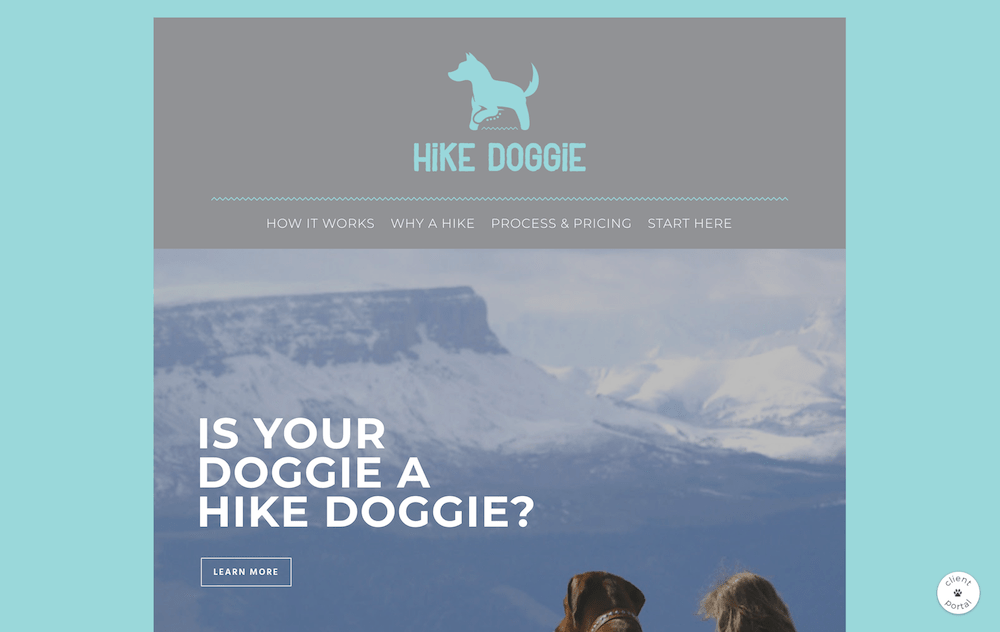 HiKE DOGGiE
HOW IT WORKS WHY A HIKE PROCESS & PRICING START HERE
IS YOUR
DOGGIE A
HIKE DOGGIE?
LEARN MORE
client
portal